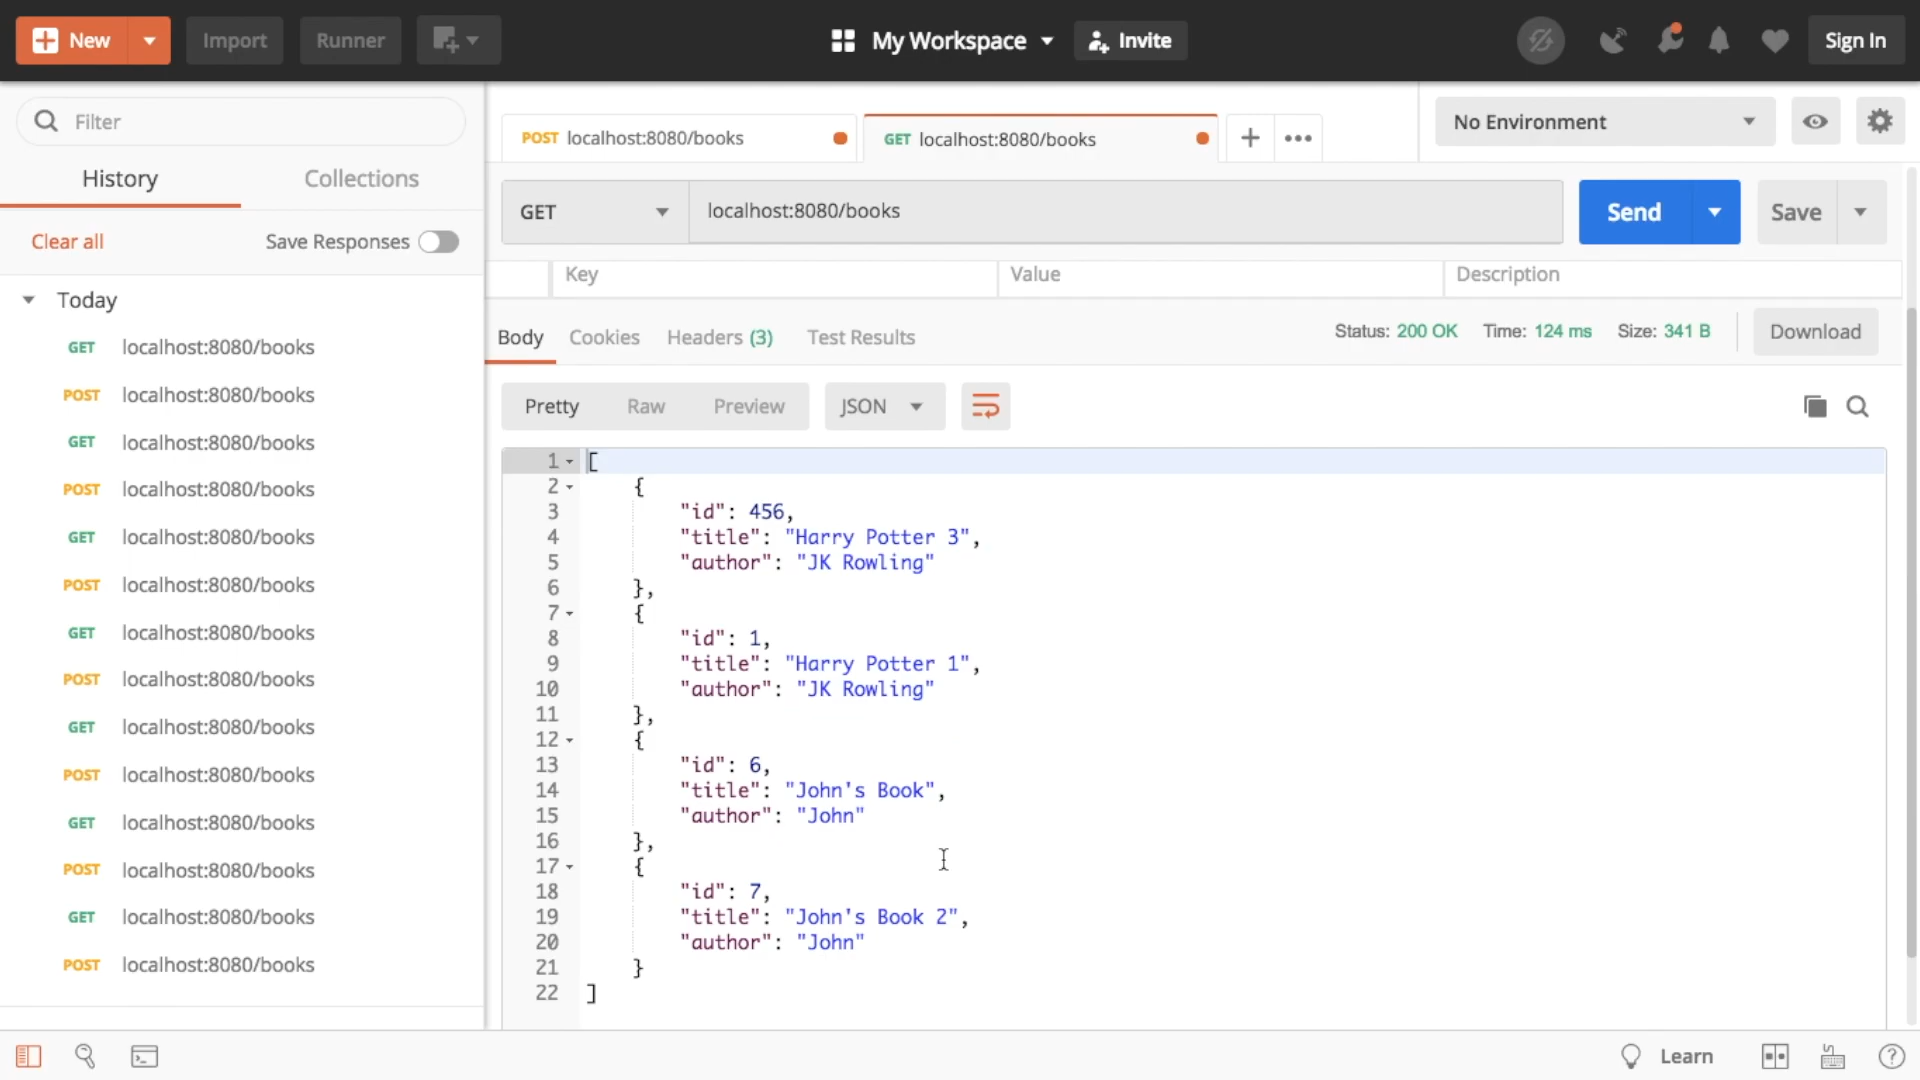 New
Import
Runner
My Workspace
Invite
Sign In
Filter
History
Collections
Clear all
Save Responses
Today
GET localhost:8080/books
POST localhost:8080/books
GET localhost:8080/books
POST localhost:8080/books
GET localhost:8080/books
POST localhost:8080/books
GET localhost:8080/books
POST localhost:8080/books
GET localhost:8080/books
POST localhost:8080/books
GET localhost:8080/books
POST localhost:8080/books
GET localhost:8080/books
POST localhost:8080/books
POST localhost:8080/books
GET localhost:8080/books
No Environment
GET localhost:8080/books
Send
Save
Key Value Description
Body Cookies Headers (3) Test Results
Status: 200 OK Time: 124 ms Size: 341 B
Download
Pretty Raw Preview
JSON
1 [
2 {
3 "id": 456,
4 "title": "Harry Potter 3",
5 "author": "JK Rowling"
6 },
7 {
8 "id": 1,
9 "title": "Harry Potter 1",
10 "author": "JK Rowling"
11 },
12 {
13 "id": 6,
14 "title": "John's Book",
15 "author": "John"
16 },
17 {
18 "id": 7,
19 "title": "John's Book 2",
20 "author": "John"
21 }
22 ]
Learn